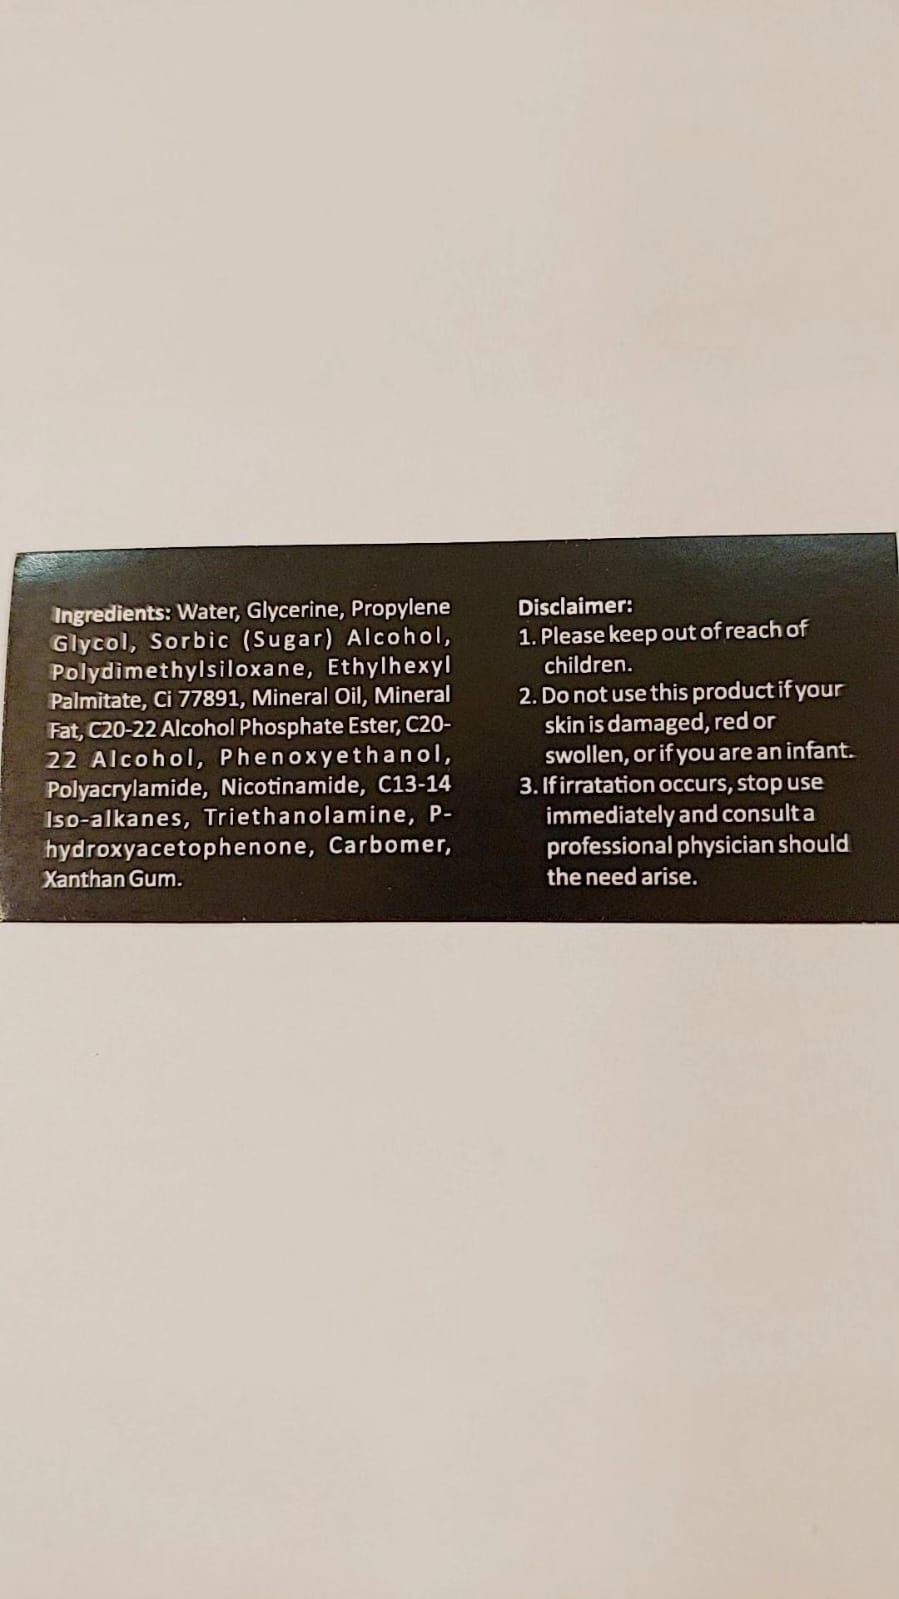 Ingredients: Water, Glycerine, Propylene
Glycol, Sorbic (Sugar) Alcohol,
Polydimethylsiloxane, Ethylhexyl
Palmitate, Ci 77891, Mineral Oil, Mineral
Fat, C20-22 Alcohol Phosphate Ester, C20-
22 Alcohol, Phenoxyethanol,
Polyacrylamide, Nicotinamide, C13-14
Iso-alkanes, Triethanolamine, P-
hydroxyacetophenone, Carbomer,
Xanthan Gum.
Disclaimer:
1. Please keep out of reach of
children.
2. Do not use this product if your
skin is damaged, red or
swollen, or if you are an infant.
3. If irratation occurs, stop use
immediately and consult a
professional physician should
the need arise.